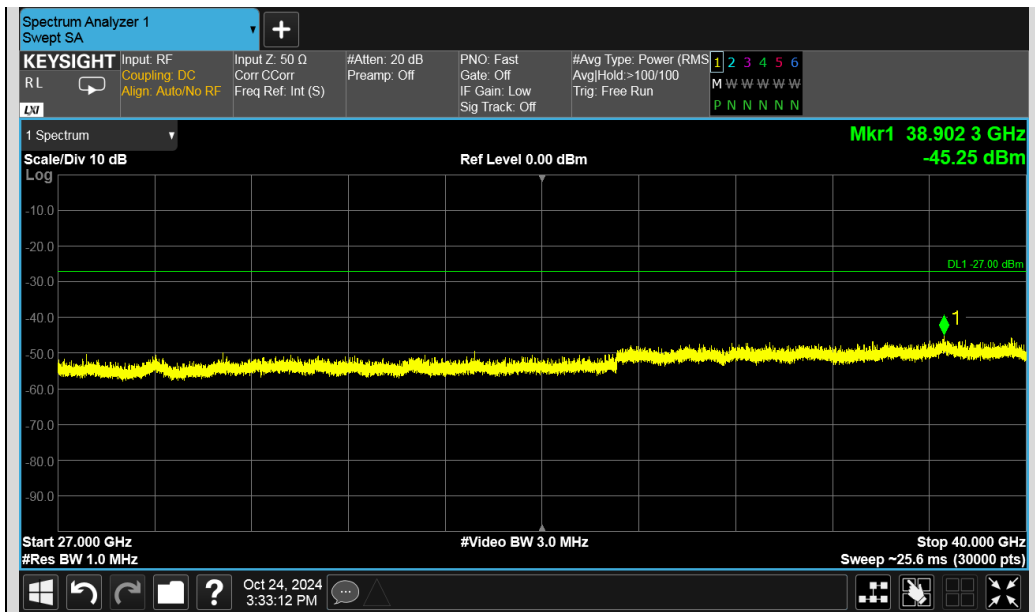 Spectrum Analyzer 1
Swept SA
+
KEYSIGHT
R L
LXI
Input: RF
Coupling: DC
Align: Auto/No RF
Input Z: 50 Ω
Corr CCorr
Freq Ref: Int (S)
#Atten: 20 dB
Preamp: Off
PNO: Fast
Gate: Off
IF Gain: Low
Sig Track: Off
#Avg Type: Power (RMS
Avg|Hold:>100/100
Trig: Free Run
1 2 3 4 5 6
M W W W W W
P N N N N N
1 Spectrum
Scale/Div 10 dB
Ref Level 0.00 dBm
Mkr1 38.902 3 GHz
-45.25 dBm
Log
-10.0
-20.0
DL1 -27.00 dBm
-30.0
-40.0
1
-50.0
-60.0
-70.0
-80.0
-90.0
Start 27.000 GHz
#Res BW 1.0 MHz
#Video BW 3.0 MHz
Stop 40.000 GHz
Sweep ~25.6 ms (30000 pts)
?
Oct 24, 2024
3:33:12 PM